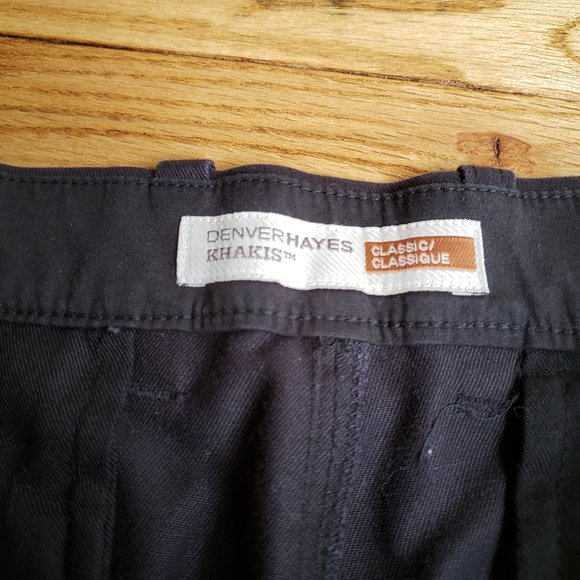 DENVERHAYES
KHAKIS™
CLASSIC/
CLASSIQUE